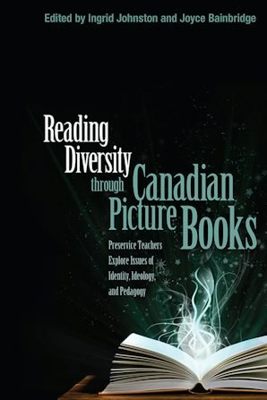 Edited by Ingrid Johnston and Joyce Bainbridge
Reading
Diversity
through Canadian
Picture Books
Preservice Teachers
Explore Issues of
Identity, Ideology,
and Pedagogy